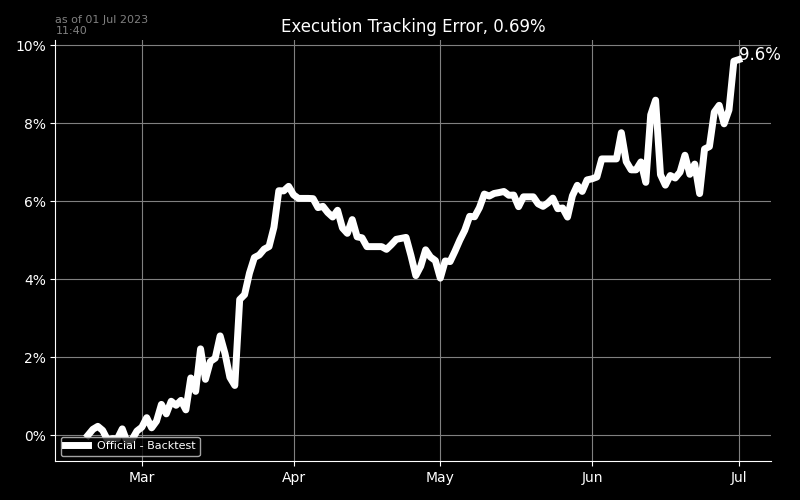 as of 01 Jul 2023
11:40
Execution Tracking Error, 0.69%
10%
9.6%
8%
6%
4%
2%
0%
Official - Backtest
Mar
Apr
May
Jun
Jul